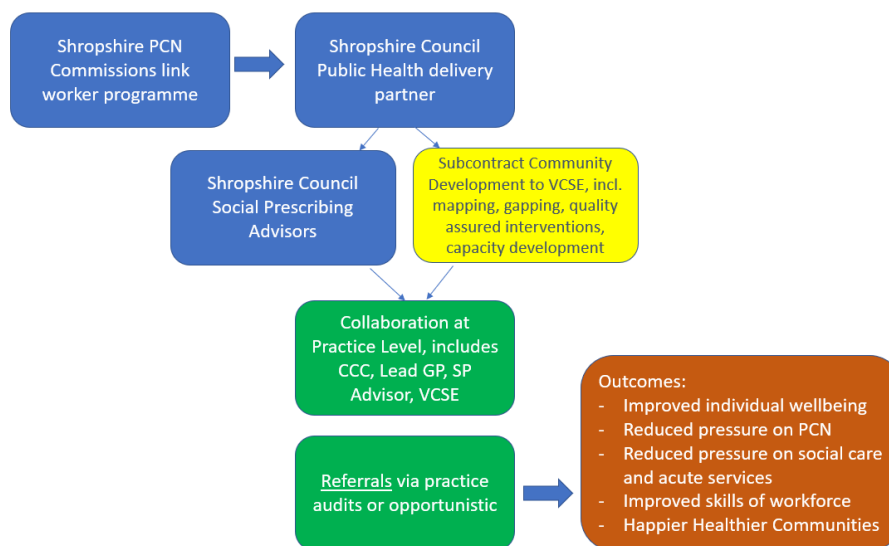 Shropshire PCN
Commissions link
worker programme
Shropshire Council
Public Health delivery
partner
Shropshire Council
Social Prescribing
Advisors
Subcontract Community
Development to VCSE, incl.
mapping, gapping, quality
assured interventions,
capacity development
Collaboration at
Practice Level, includes
CCC, Lead GP, SP
Advisor, VCSE
Referrals via practice
audits or opportunistic
Outcomes:
- Improved individual wellbeing
- Reduced pressure on PCN
- Reduced pressure on social care
and acute services
- Improved skills of workforce
- Happier Healthier Communities